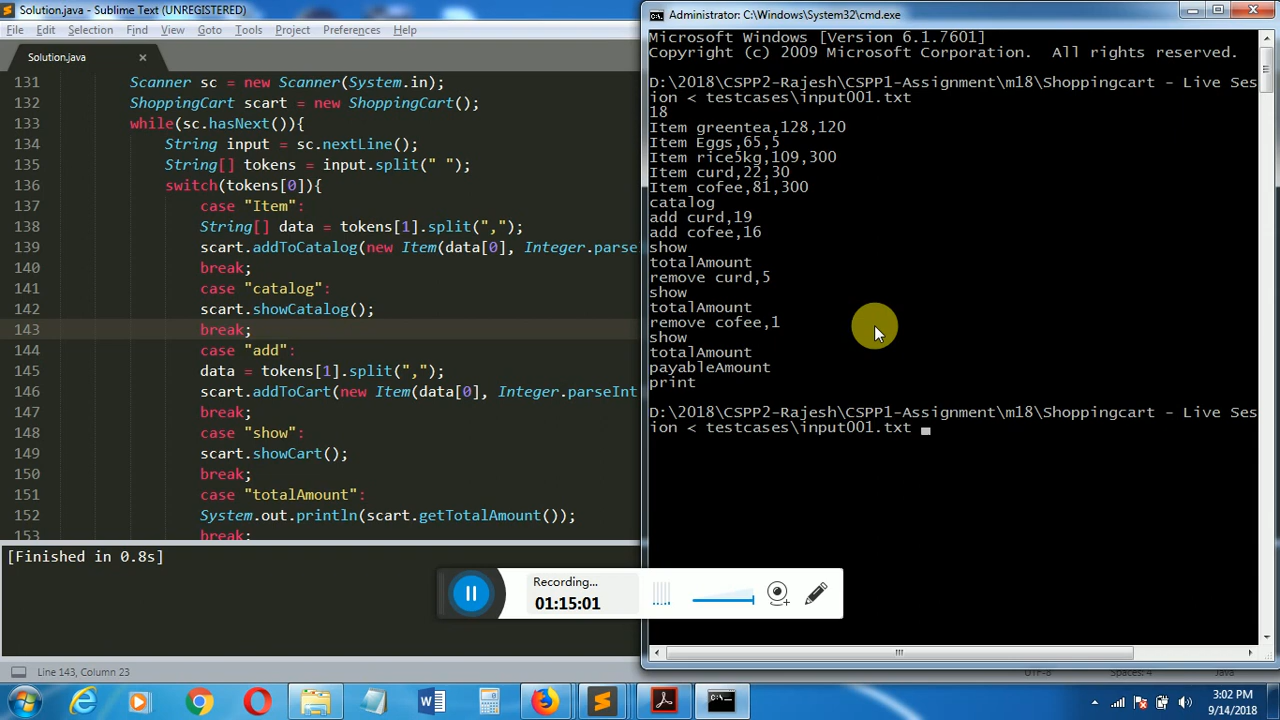 Solution.java - Sublime Text (UNREGISTERED)
File Edit Selection Find View Goto Tools Project Preferences Help
Solution.java
131 Scanner sc = new Scanner(System.in);
132 ShoppingCart scart = new ShoppingCart();
133 while(sc.hasNext()){
134 String input = sc.nextLine();
135 String[] tokens = input.split(" ");
136 switch(tokens[0]){
137 case "Item":
138 String[] data = tokens[1].split(",");
139 scart.addToCatalog(new Item(data[0], Integer.parse
140 break;
141 case "catalog":
142 scart.showCatalog();
143 break;
144 case "add":
145 data = tokens[1].split(",");
146 scart.addToCart(new Item(data[0], Integer.parseInt
147 break;
148 case "show":
149 scart.showCart();
150 break;
151 case "totalAmount":
152 System.out.println(scart.getTotalAmount());
153 break;
[Finished in 0.8s]
Line 143, Column 23
Administrator: C:\Windows\System32\cmd.exe
Microsoft Windows [Version 6.1.7601]
Copyright (c) 2009 Microsoft Corporation. All rights reserved.
D:\2018\CSPP2-Rajesh\CSPP1-Assignment\m18\Shoppingcart - Live Ses
ion < testcases\input001.txt
18
Item greentea,128,120
Item Eggs,65,5
Item rice5kg,109,300
Item curd,22,30
Item cofee,81,300
catalog
add curd,19
add cofee,16
show
totalAmount
remove curd,5
show
totalAmount
remove cofee,1
show
totalAmount
payableAmount
print
D:\2018\CSPP2-Rajesh\CSPP1-Assignment\m18\Shoppingcart - Live Ses
ion < testcases\input001.txt
Recording...
01:15:01
UTF-8 Spaces: 4 Java
3:02 PM
9/14/2018